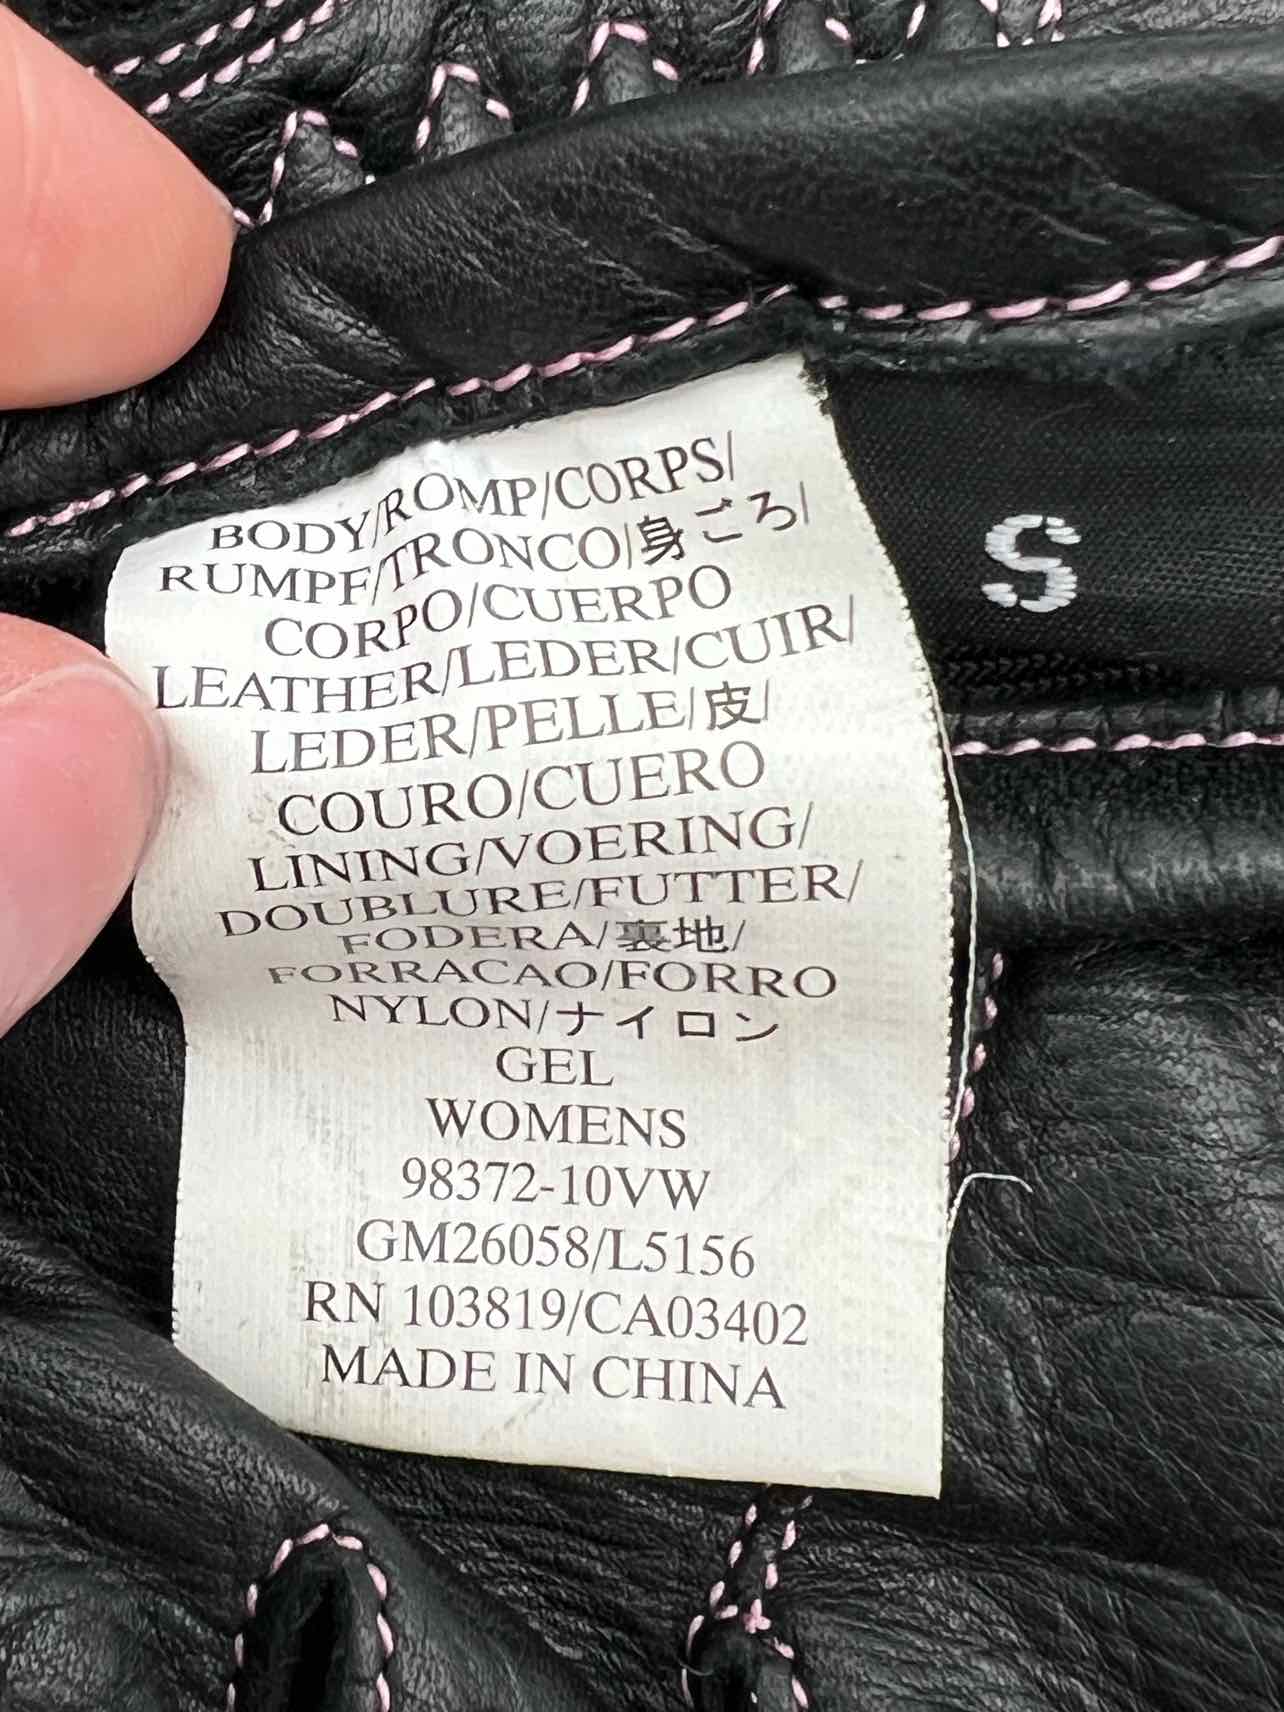 BODY/ROMP/CORPS/
RUMPF/TRONCO/身ごろ/
CORPO/CUERPO
LEATHER/LEDER/CUIR/
LEDER/PELLE/皮/
COURO/CUERO
LINING/VOERING/
DOUBLURE/FUTTER/
FODERA/裏地/
FORRACAO/FORRO
NYLON/ナイロン
GEL
WOMENS
98372-10VW
GM26058/L5156
RN 103819/CA03402
MADE IN CHINA
S